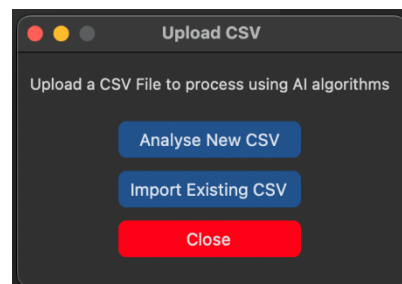 Upload CSV
Upload a CSV File to process using AI algorithms
Analyse New CSV
Import Existing CSV
Close